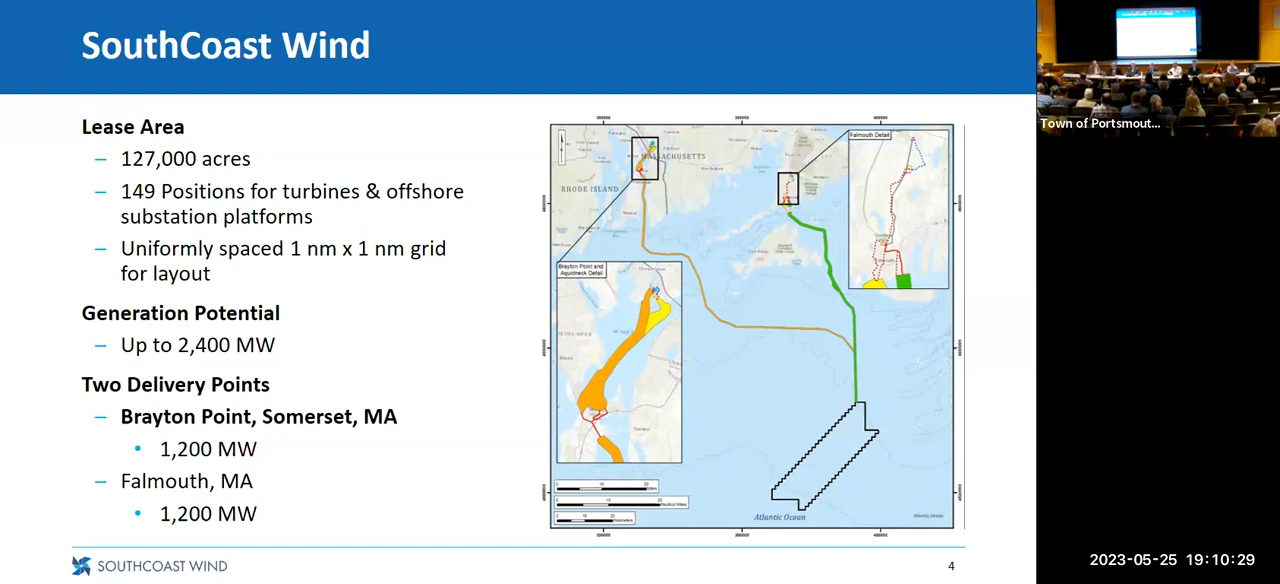 SouthCoast Wind
Lease Area
– 127,000 acres
– 149 Positions for turbines & offshore
substation platforms
– Uniformly spaced 1 nm x 1 nm grid
for layout
Generation Potential
– Up to 2,400 MW
Two Delivery Points
– Brayton Point, Somerset, MA
• 1,200 MW
– Falmouth, MA
• 1,200 MW
MASSACHUSETTS
RHODE ISLAND
Falmouth Detail
Brayton Point and
Aquidneck Detail
Atlantic Ocean
Atlantic Ocean
SOUTHCOAST WIND
4
Town of Portsmout...
2023-05-25 19:10:29